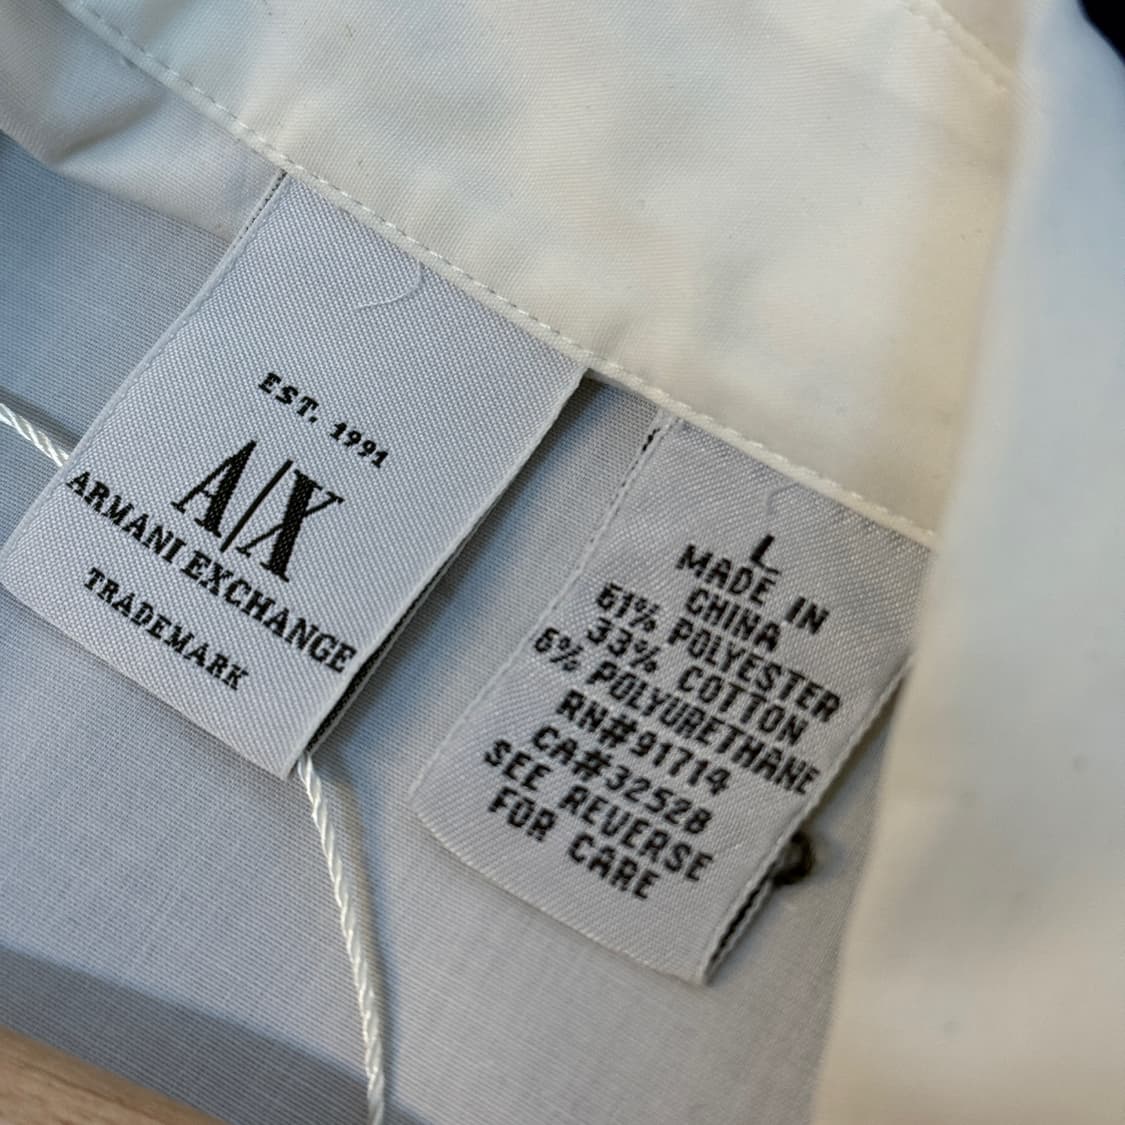 EST. 1991
A|X
ARMANI EXCHANGE
TRADEMARK
L
MADE IN
CHINA
61% POLYESTER
33% COTTON
6% POLYURETHANE
RN#91714
CA#32528
SEE REVERSE
FOR CARE